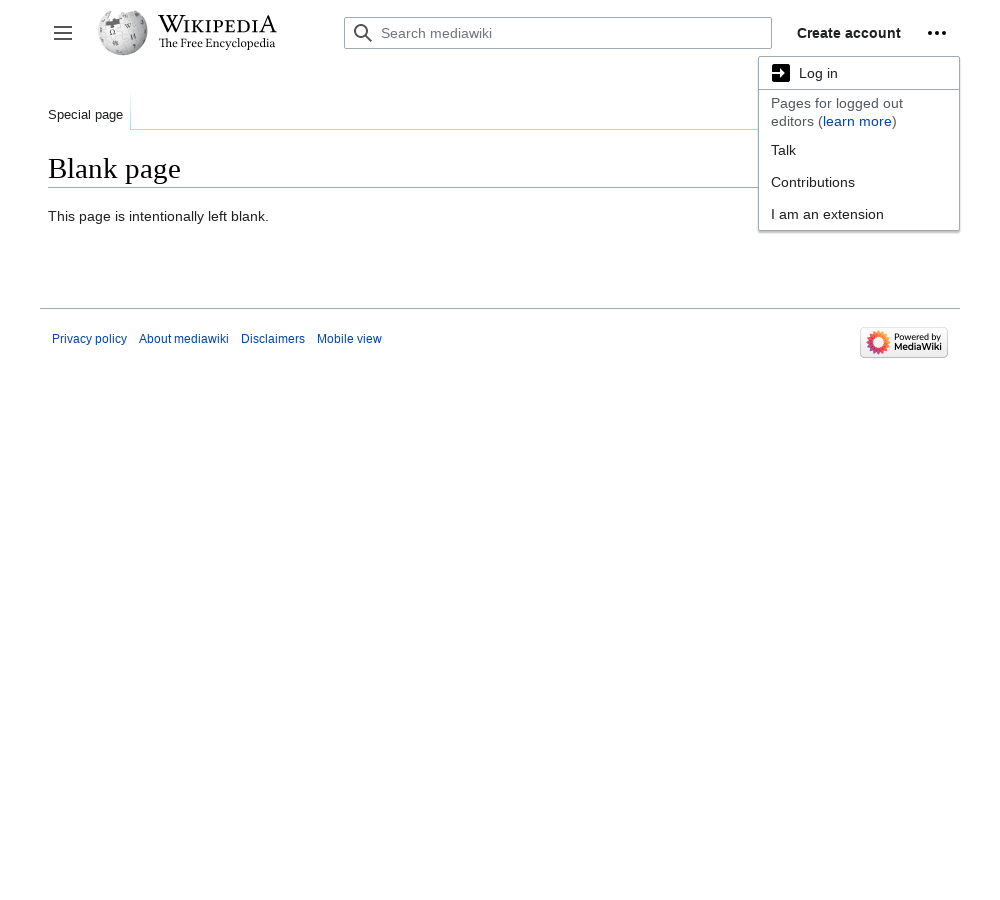 WIKIPEDIA
The Free Encyclopedia
Search mediawiki
Create account
Log in
Pages for logged out
editors (learn more)
Talk
Contributions
I am an extension
Special page
Blank page
This page is intentionally left blank.
Privacy policy About mediawiki Disclaimers Mobile view
Powered by
MediaWiki